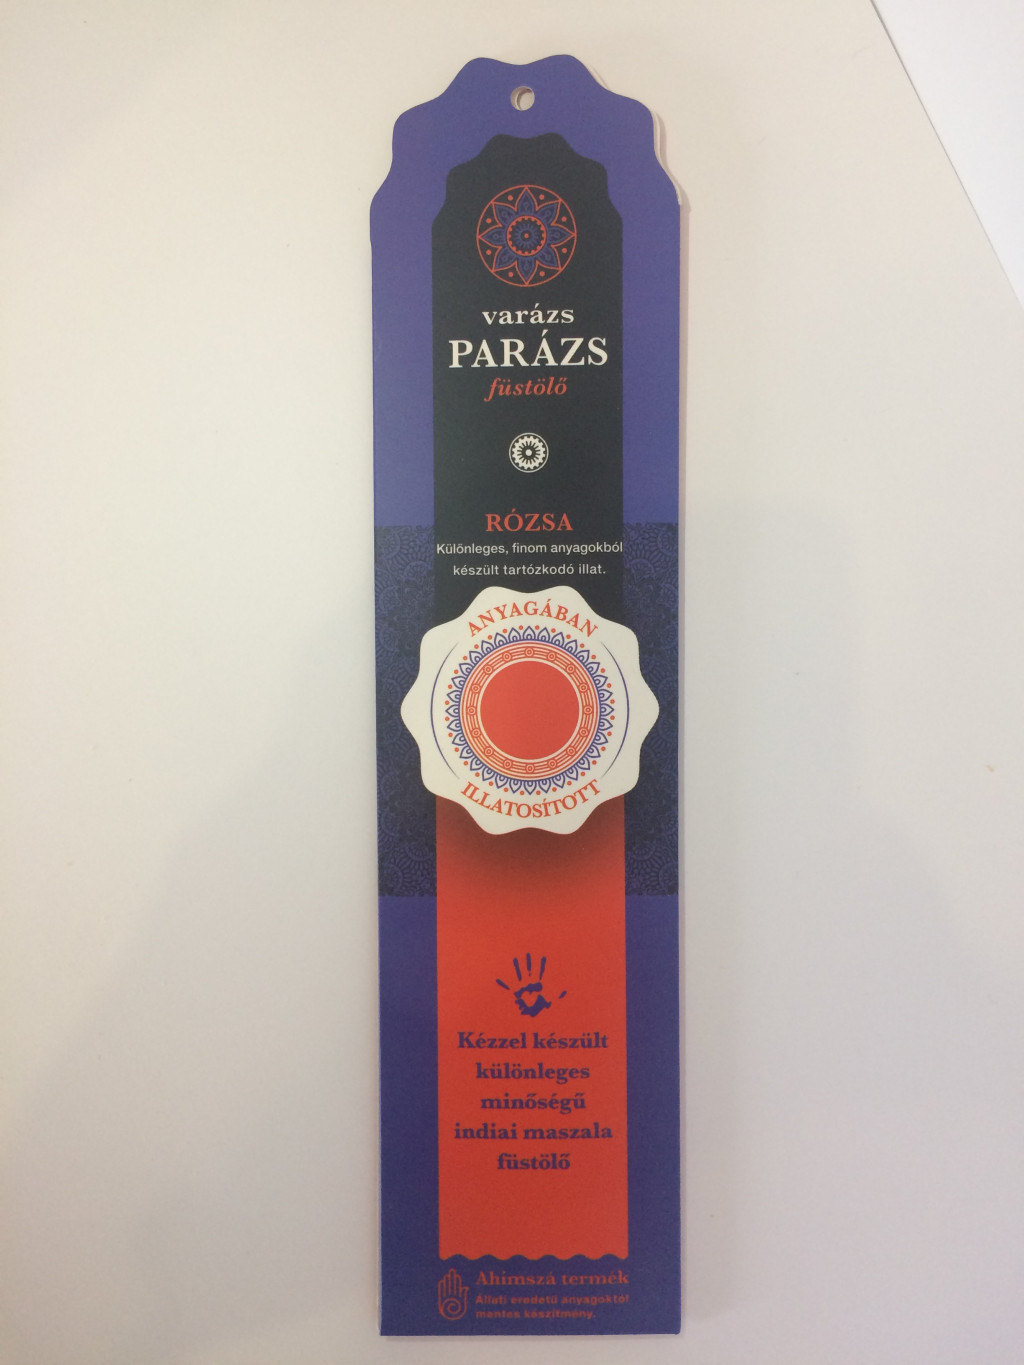 varázs
PARÁZS
füstölő
RÓZSA
Különleges, finom anyagokból
készült tartózkodó illat.
ANYAGÁBAN
ILLATOSÍTOTT
Kézzel készült
különleges
minőségű
indiai maszala
füstölő
Ahimszá termék
Állati eredetű anyagoktól
mentes készítmény.